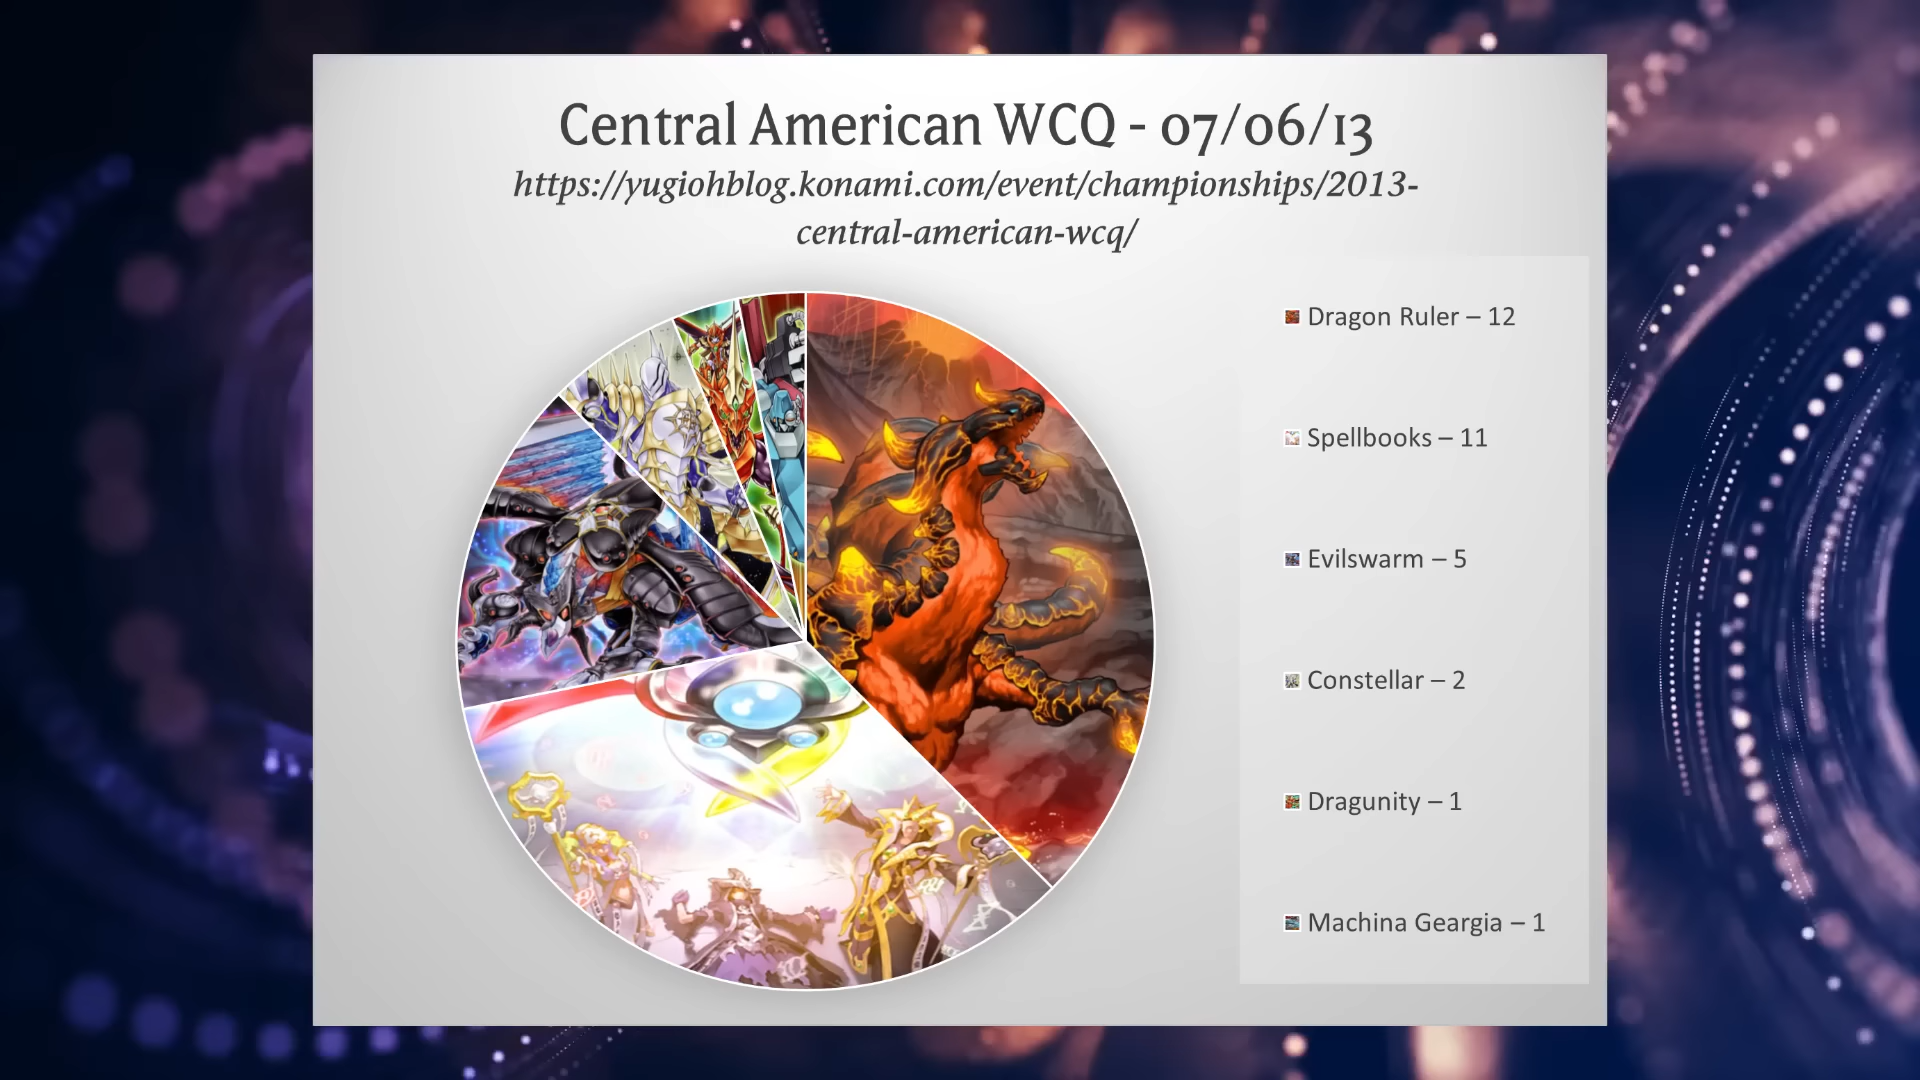 Central American WCQ - 07/06/13
https://yugiohblog.konami.com/event/championships/2013-
central-american-wcq/
Dragon Ruler – 12
Spellbooks – 11
Evilswarm – 5
Constellar – 2
Dragunity – 1
Machina Geargia – 1